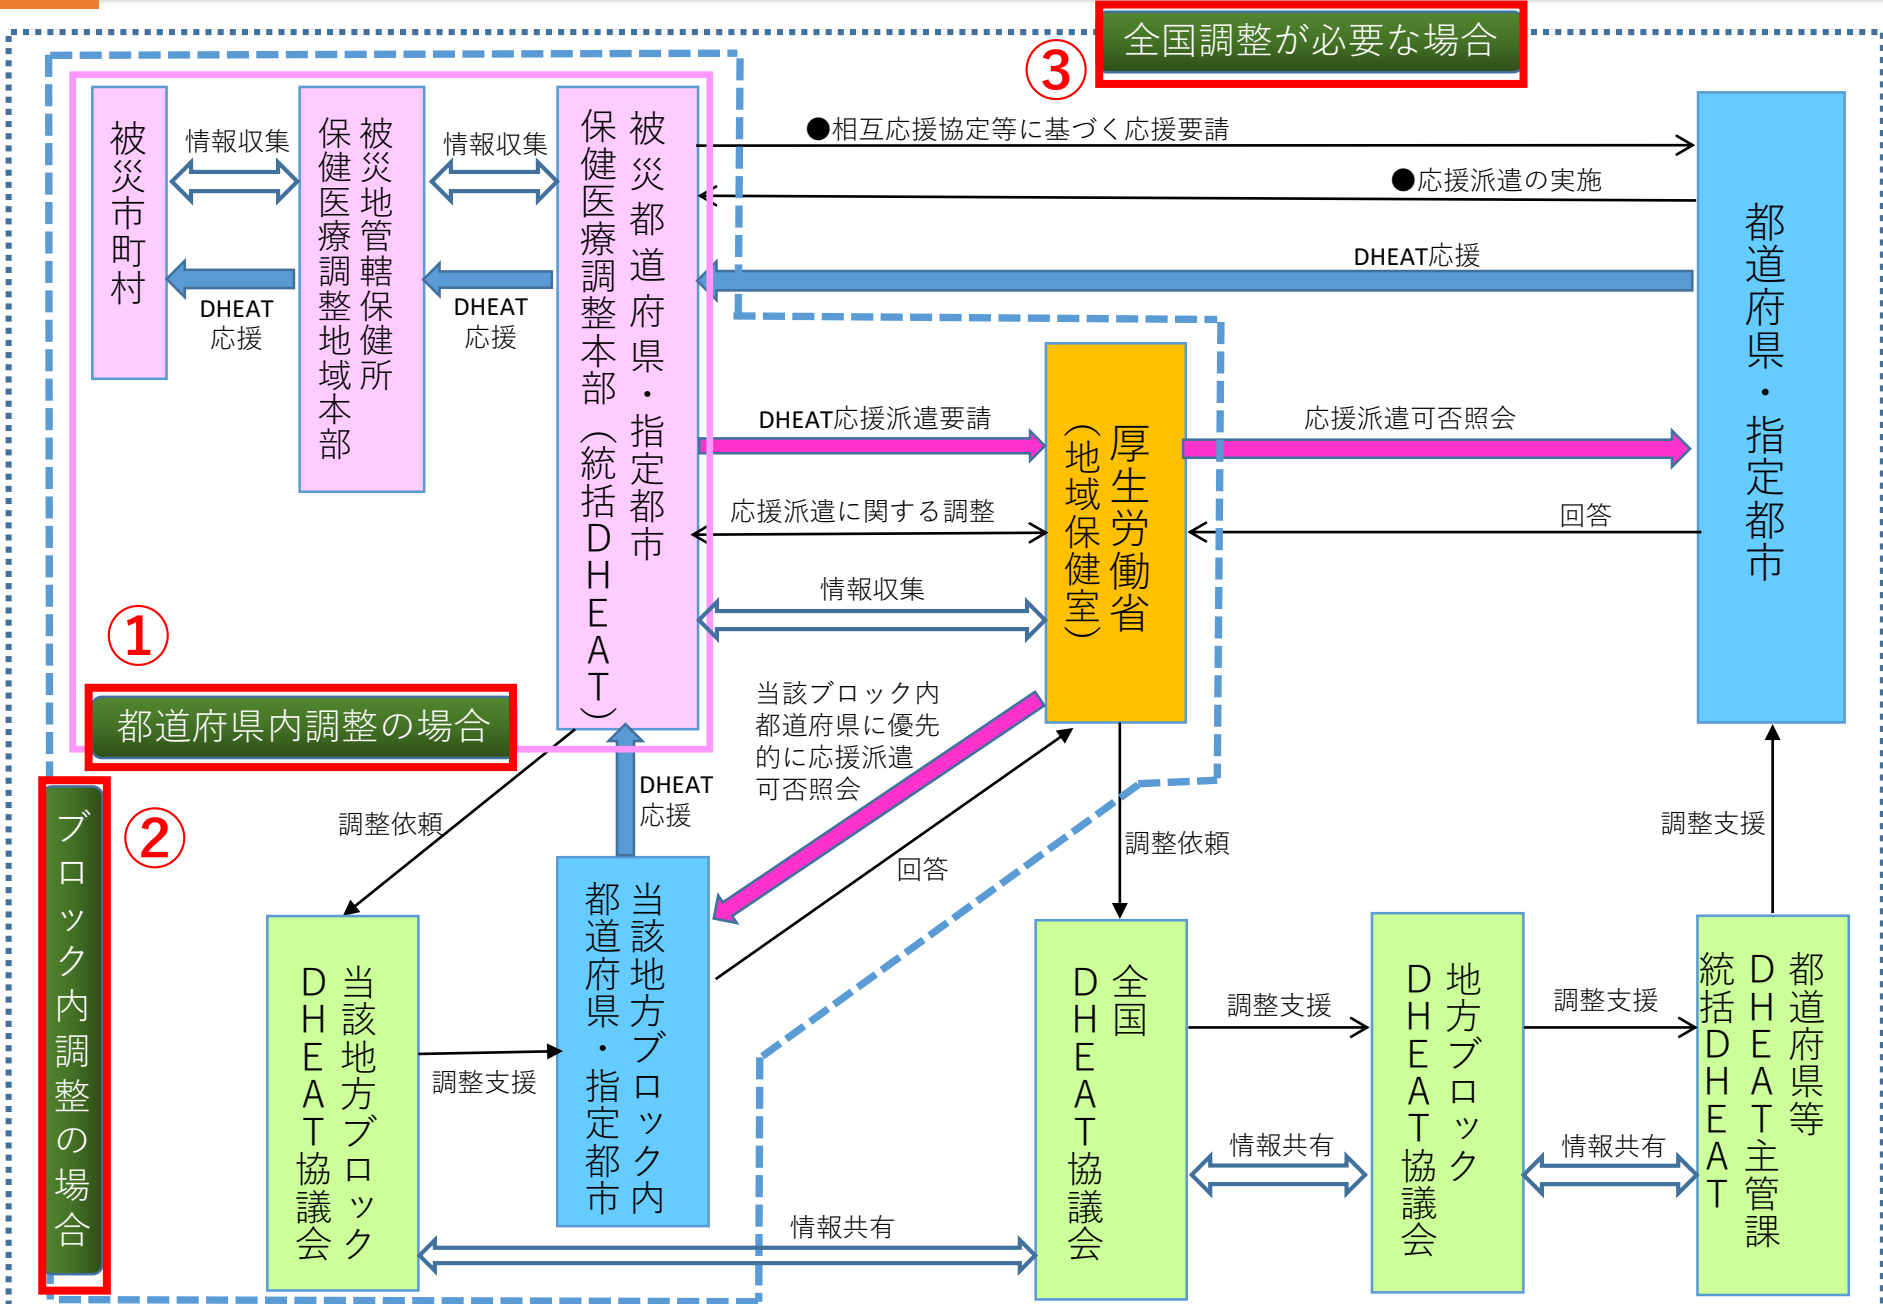 全国調整が必要な場合
③
被災市町村
情報収集
被災地管轄保健所
保健医療調整地域本部
情報収集
被災都道府県・指定都市
保健医療調整本部（統括DHEAT）
●相互応援協定等に基づく応援要請
●応援派遣の実施
DHEAT応援
都道府県・指定都市
DHEAT
応援
DHEAT
応援
DHEAT応援派遣要請
厚生労働省
（地域保健室）
応援派遣可否照会
応援派遣に関する調整
回答
情報収集
①
都道府県内調整の場合
当該ブロック内
都道府県に優先
的に応援派遣
可否照会
DHEAT
応援
②
ブロック内調整の場合
調整依頼
回答
調整依頼
調整支援
当該地方ブロック
DHEAT協議会
調整支援
当該地方ブロック内
都道府県・指定都市
全国
DHEAT協議会
調整支援
地方ブロック
DHEAT協議会
調整支援
都道府県等
DHEAT主管課
統括DHEAT
情報共有
情報共有
情報共有